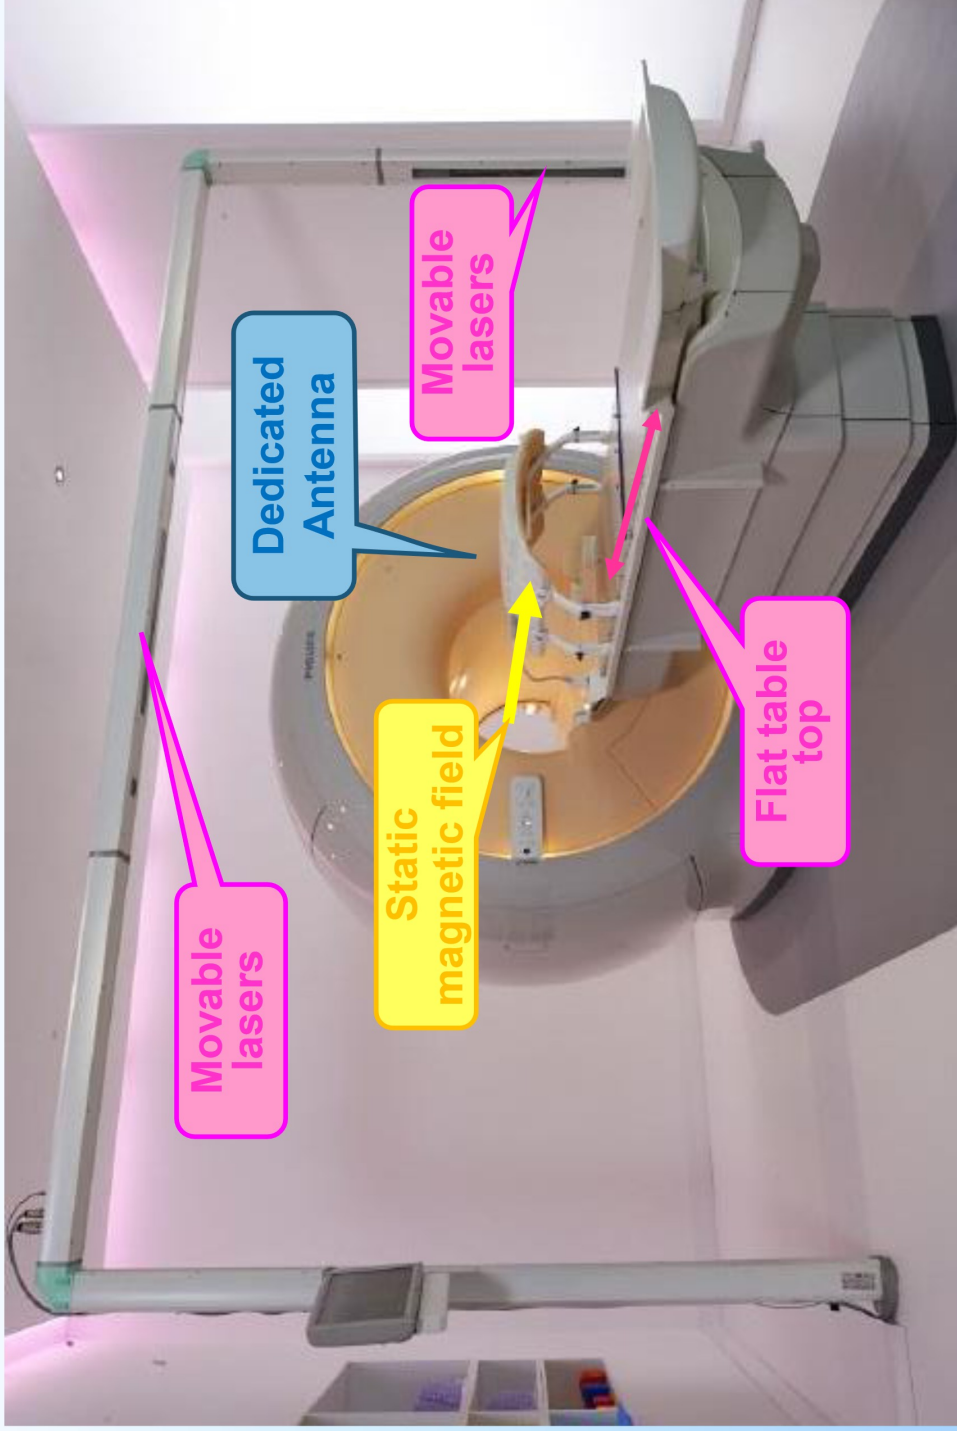 Movable
lasers
Dedicated
Antenna
PHILIPS
Static
magnetic field
Movable
lasers
Flat table
top